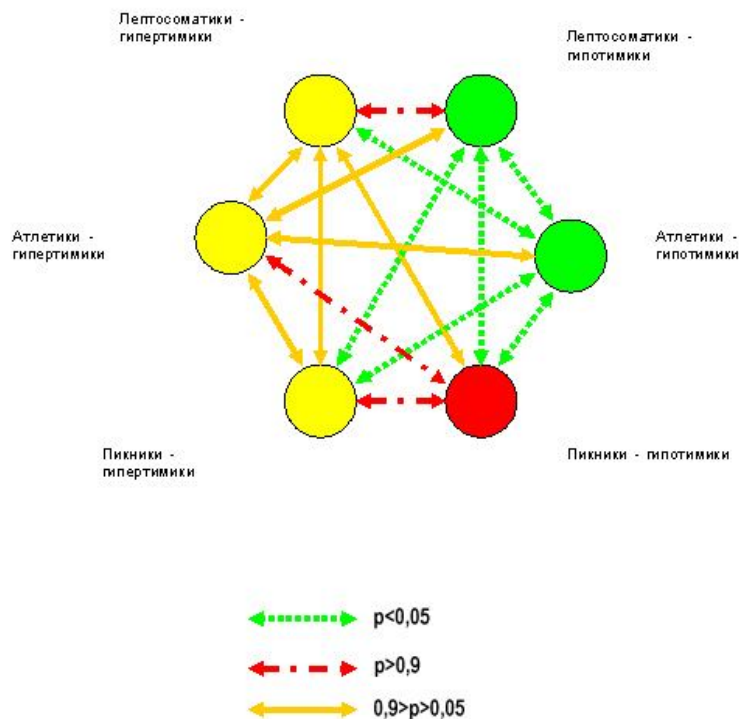 Лептосоматики -
гипертимики
Лептосоматики -
гипотимики
Атлетики -
гипертимики
Атлетики -
гипотимики
Пикники -
гипертимики
Пикники - гипотимики
p<0,05
p>0,9
0,9>p>0,05